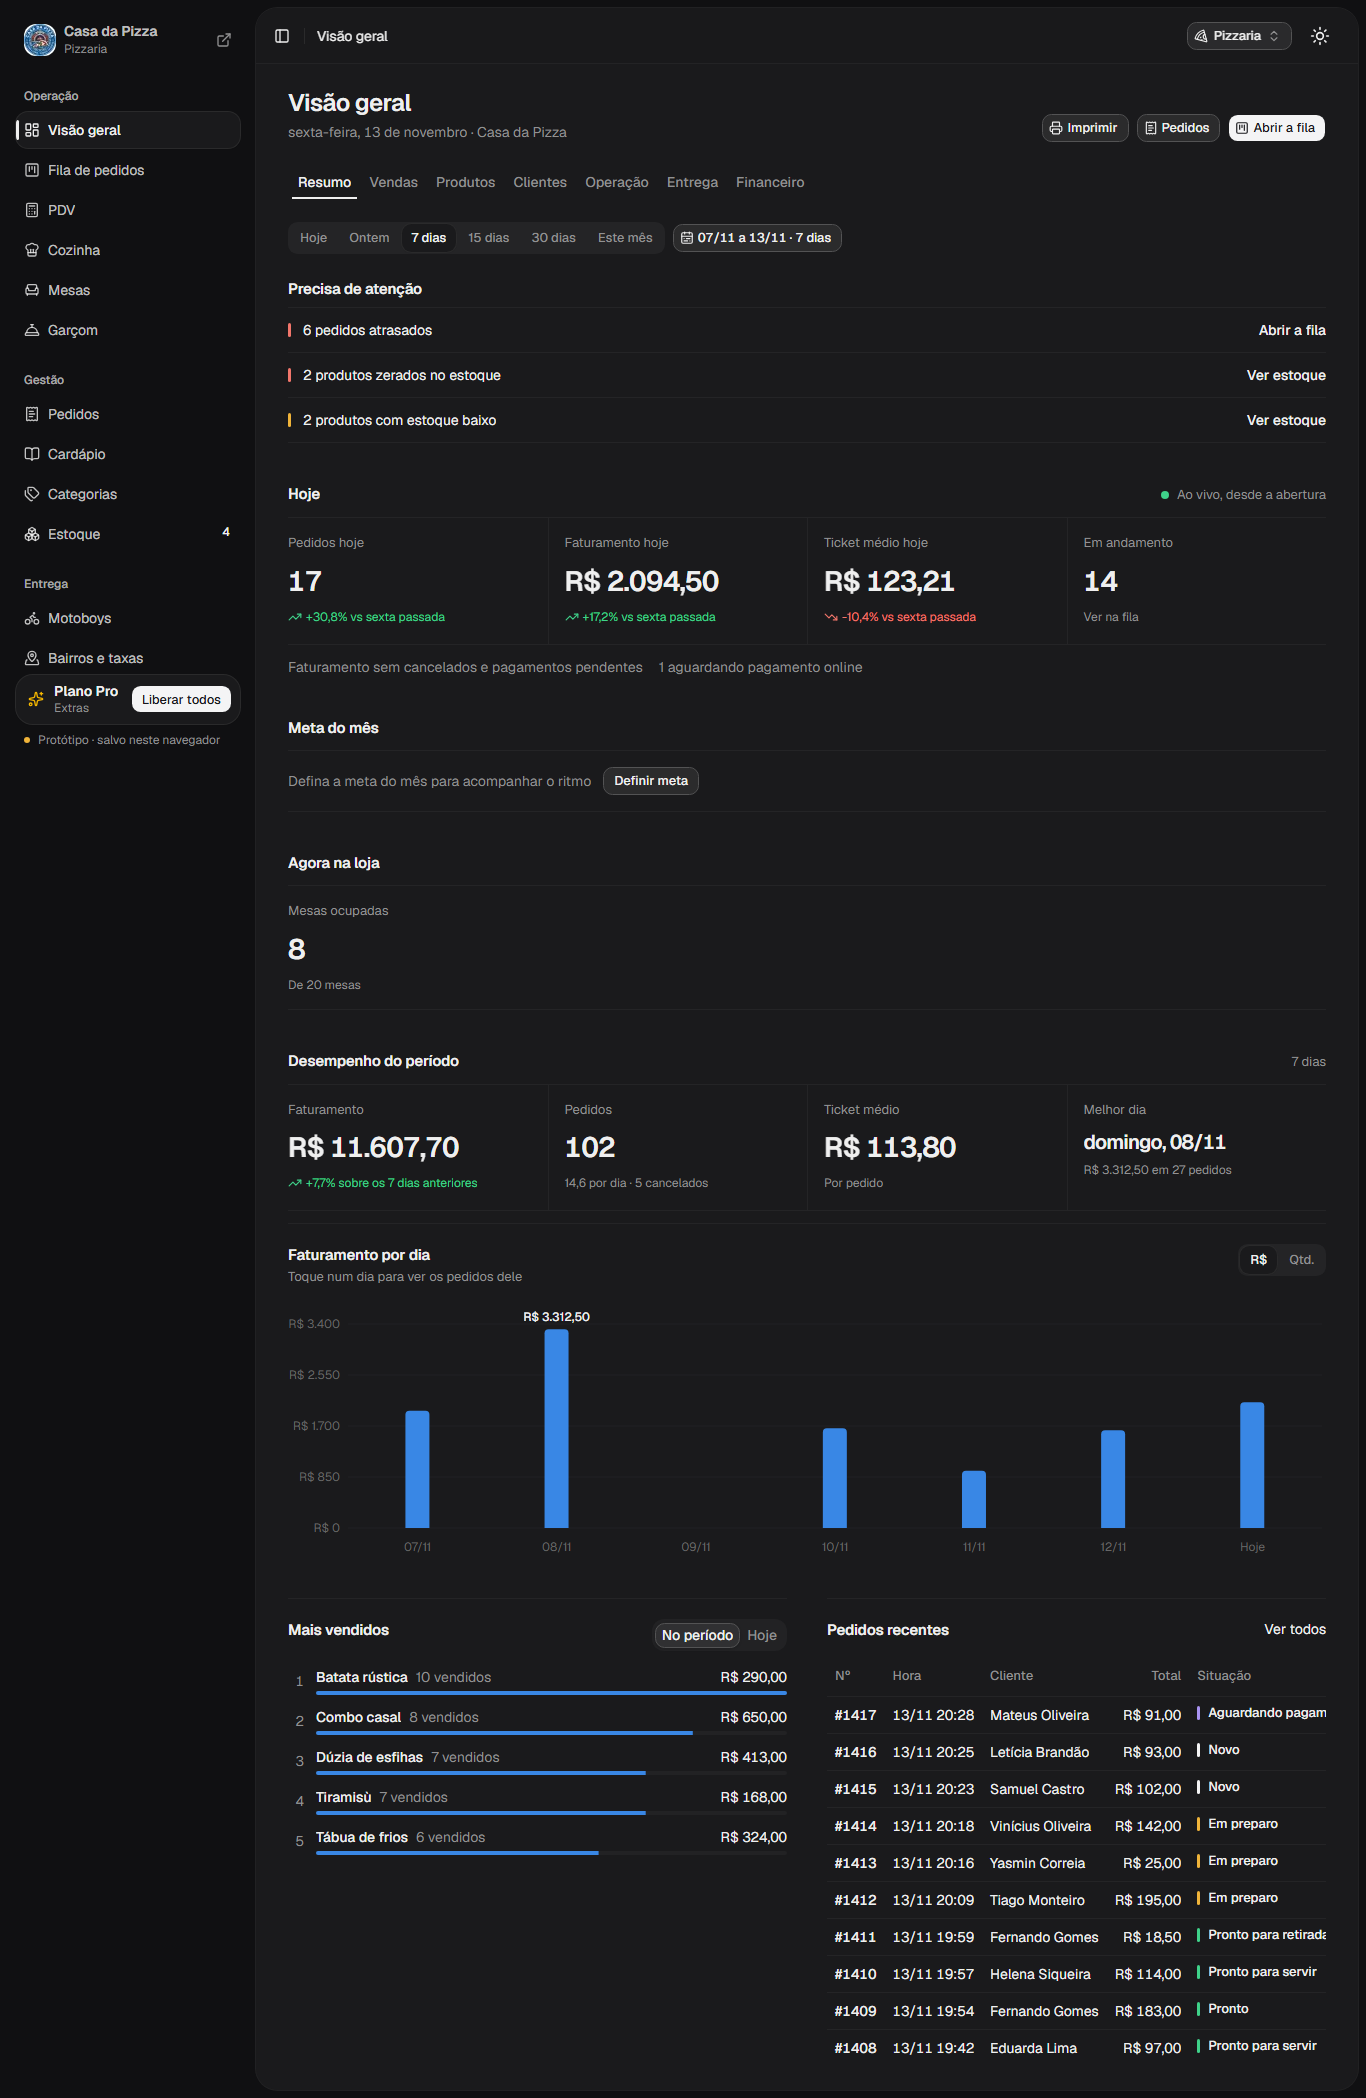 Casa da Pizza
Pizzaria
Operação
Visão geral
Fila de pedidos
PDV
Cozinha
Mesas
Garçom
Gestão
Pedidos
Cardápio
Categorias
Estoque 4
Entrega
Motoboys
Bairros e taxas
Plano Pro
Extras
Liberar todos
Protótipo · salvo neste navegador
Visão geral
Pizzaria
Visão geral
sexta-feira, 13 de novembro · Casa da Pizza
Imprimir Pedidos Abrir a fila
Resumo Vendas Produtos Clientes Operação Entrega Financeiro
Hoje Ontem 7 dias 15 dias 30 dias Este mês 07/11 a 13/11 · 7 dias
Precisa de atenção
6 pedidos atrasados Abrir a fila
2 produtos zerados no estoque Ver estoque
2 produtos com estoque baixo Ver estoque
Hoje Ao vivo, desde a abertura
Pedidos hoje
17
+30,8% vs sexta passada
Faturamento hoje
R$ 2.094,50
+17,2% vs sexta passada
Ticket médio hoje
R$ 123,21
-10,4% vs sexta passada
Em andamento
14
Ver na fila
Faturamento sem cancelados e pagamentos pendentes 1 aguardando pagamento online
Meta do mês
Defina a meta do mês para acompanhar o ritmo Definir meta
Agora na loja
Mesas ocupadas
8
De 20 mesas
Desempenho do período 7 dias
Faturamento
R$ 11.607,70
+7,7% sobre os 7 dias anteriores
Pedidos
102
14,6 por dia · 5 cancelados
Ticket médio
R$ 113,80
Por pedido
Melhor dia
domingo, 08/11
R$ 3.312,50 em 27 pedidos
Faturamento por dia
Toque num dia para ver os pedidos dele
R$ Qtd.
R$ 3.312,50
R$ 3.400
R$ 2.550
R$ 1.700
R$ 850
R$ 0
07/11 08/11 09/11 10/11 11/11 12/11 Hoje
Mais vendidos No período Hoje
1 Batata rústica 10 vendidos R$ 290,00
2 Combo casal 8 vendidos R$ 650,00
3 Dúzia de esfihas 7 vendidos R$ 413,00
4 Tiramisù 7 vendidos R$ 168,00
5 Tábua de frios 6 vendidos R$ 324,00
Pedidos recentes Ver todos
Nº Hora Cliente Total Situação
#1417 13/11 20:28 Mateus Oliveira R$ 91,00 Aguardando pagam
#1416 13/11 20:25 Letícia Brandão R$ 93,00 Novo
#1415 13/11 20:23 Samuel Castro R$ 102,00 Novo
#1414 13/11 20:18 Vinícius Oliveira R$ 142,00 Em preparo
#1413 13/11 20:16 Yasmin Correia R$ 25,00 Em preparo
#1412 13/11 20:09 Tiago Monteiro R$ 195,00 Em preparo
#1411 13/11 19:59 Fernando Gomes R$ 18,50 Pronto para retirada
#1410 13/11 19:57 Helena Siqueira R$ 114,00 Pronto para servir
#1409 13/11 19:54 Fernando Gomes R$ 183,00 Pronto
#1408 13/11 19:42 Eduarda Lima R$ 97,00 Pronto para servir